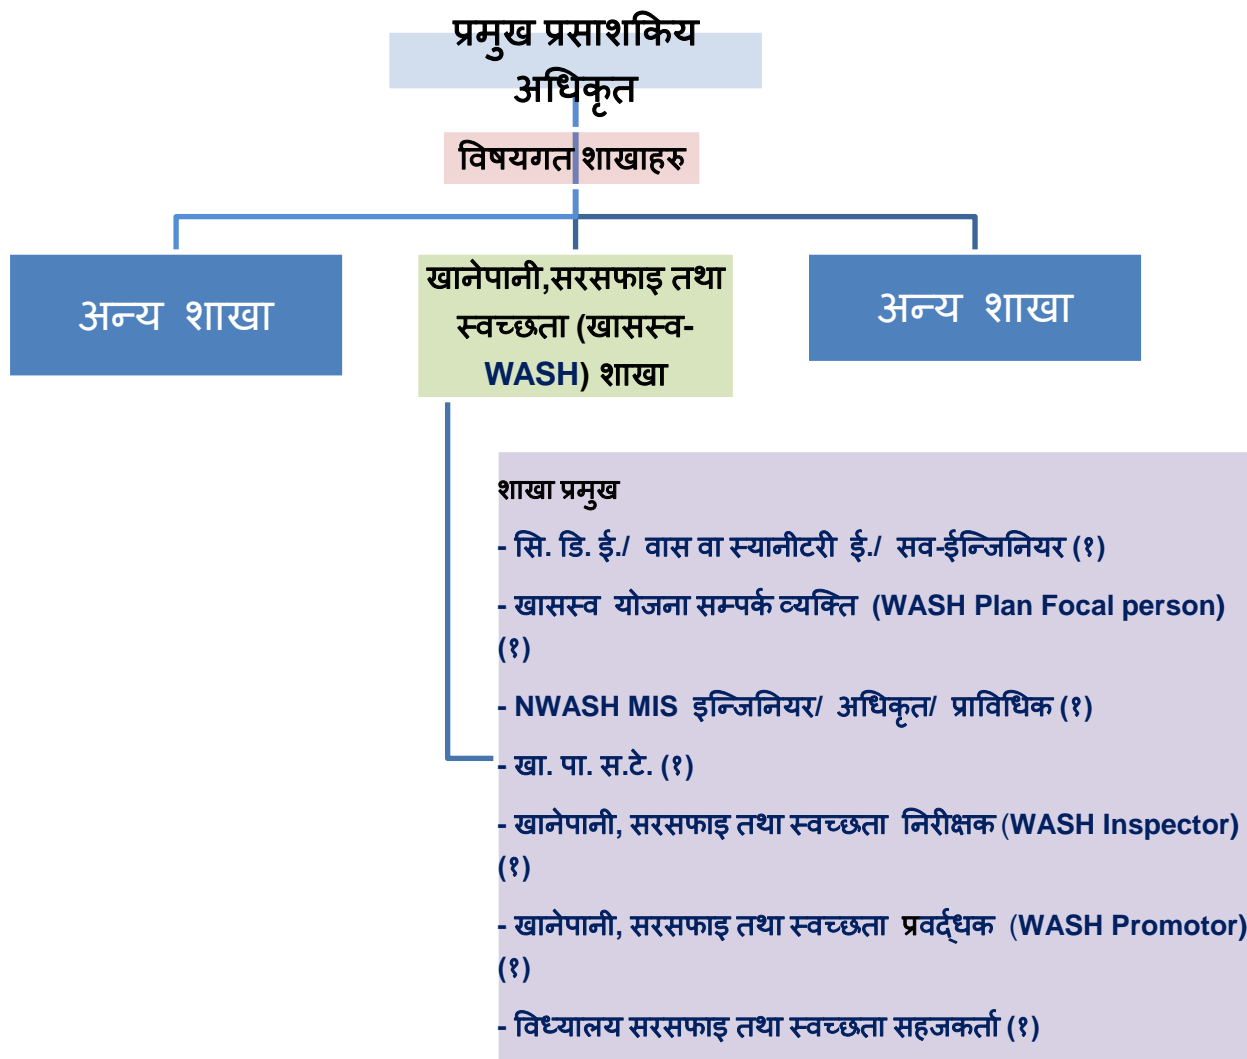 प्रमुख प्रसाशकिय
अधिकृत
विषयगत शाखाहरु
अन्य शाखा
खानेपानी,सरसफाइ तथा
स्वच्छता (खासस्व-
WASH) शाखा
अन्य शाखा
शाखा प्रमुख
- सि. डि. ई./ वास वा स्यानीटरी ई./ सव-ईन्जिनियर (१)
- खासस्व योजना सम्पर्क व्यक्ति (WASH Plan Focal person)
(१)
- NWASH MIS इन्जिनियर/ अधिकृत/ प्राविधिक (१)
- खा. पा. स.टे. (१)
- खानेपानी, सरसफाइ तथा स्वच्छता निरीक्षक (WASH Inspector)
(१)
- खानेपानी, सरसफाइ तथा स्वच्छता प्रवर्द्धक (WASH Promotor)
(१)
- विध्यालय सरसफाइ तथा स्वच्छता सहजकर्ता (१)